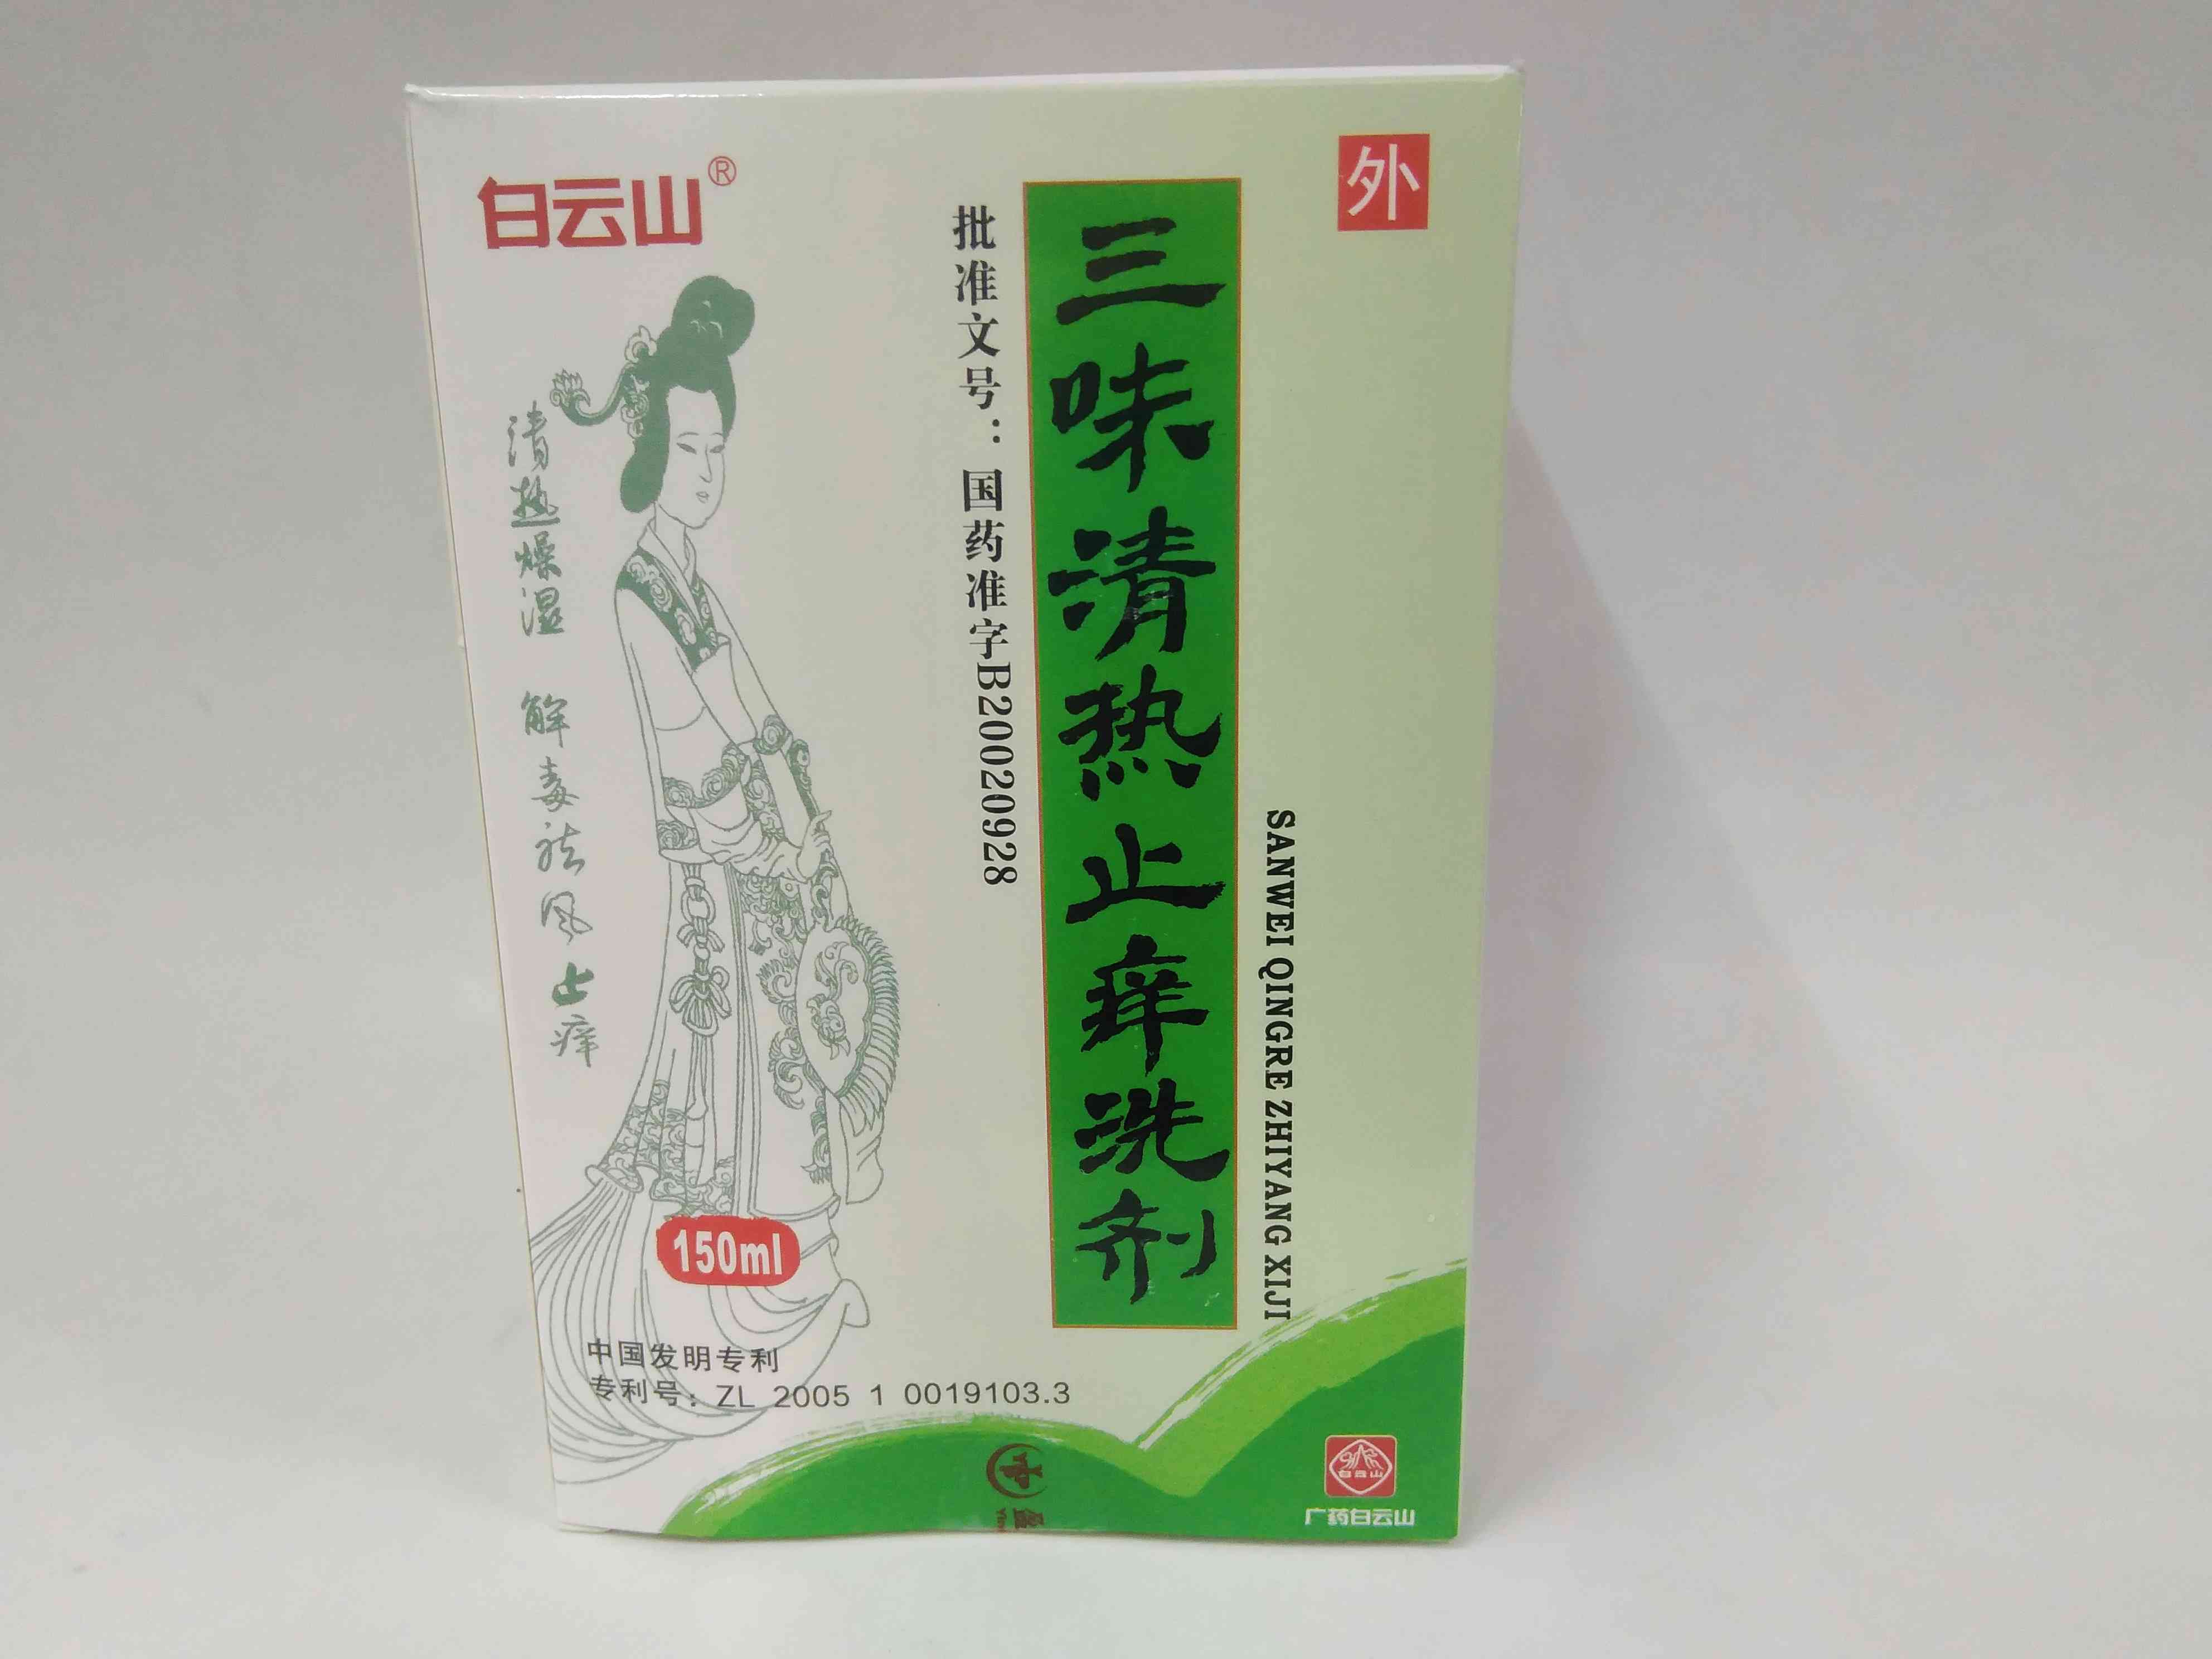 白云山®
外
三味清热止痒洗剂
SANWEI QINGRE ZHIYANG XIJI
批准文号：国药准字B20020928
清热燥湿 解毒祛风止痒
150ml
中国发明专利
专利号：ZL 2005 1 0019103.3
白云山
广药白云山